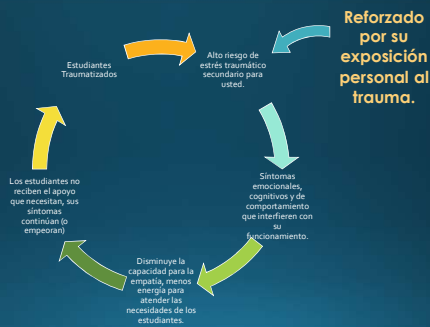 Reforzado
por su
exposición
personal al
trauma.
Estudiantes
Traumatizados
Alto riesgo de
estrés traumático
secundario para
usted.
Síntomas
emocionales,
cognitivos y de
comportamiento
que interfieren con
su
funcionamiento.
Disminuye la
capacidad para la
empatía, menos
energía para
atender las
necesidades de los
estudiantes.
Los estudiantes no
reciben el apoyo
que necesitan, sus
síntomas
continúan (o
empeoran)